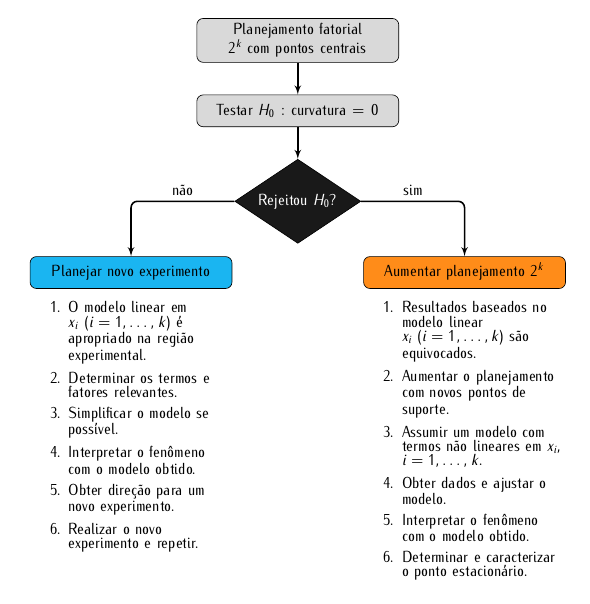 Planejamento fatorial
2^k com pontos centrais
Testar H_0 : curvatura = 0
Rejeitou H_0?
não
sim
Planejar novo experimento
1. O modelo linear em
x_i (i = 1, . . . , k) é
apropriado na região
experimental.
2. Determinar os termos e
fatores relevantes.
3. Simplificar o modelo se
possível.
4. Interpretar o fenômeno
com o modelo obtido.
5. Obter direção para um
novo experimento.
6. Realizar o novo
experimento e repetir.
Aumentar planejamento 2^k
1. Resultados baseados no
modelo linear
x_i (i = 1, . . . , k) são
equivocados.
2. Aumentar o planejamento
com novos pontos de
suporte.
3. Assumir um modelo com
termos não lineares em x_i,
i = 1, . . . , k.
4. Obter dados e ajustar o
modelo.
5. Interpretar o fenômeno
com o modelo obtido.
6. Determinar e caracterizar
o ponto estacionário.